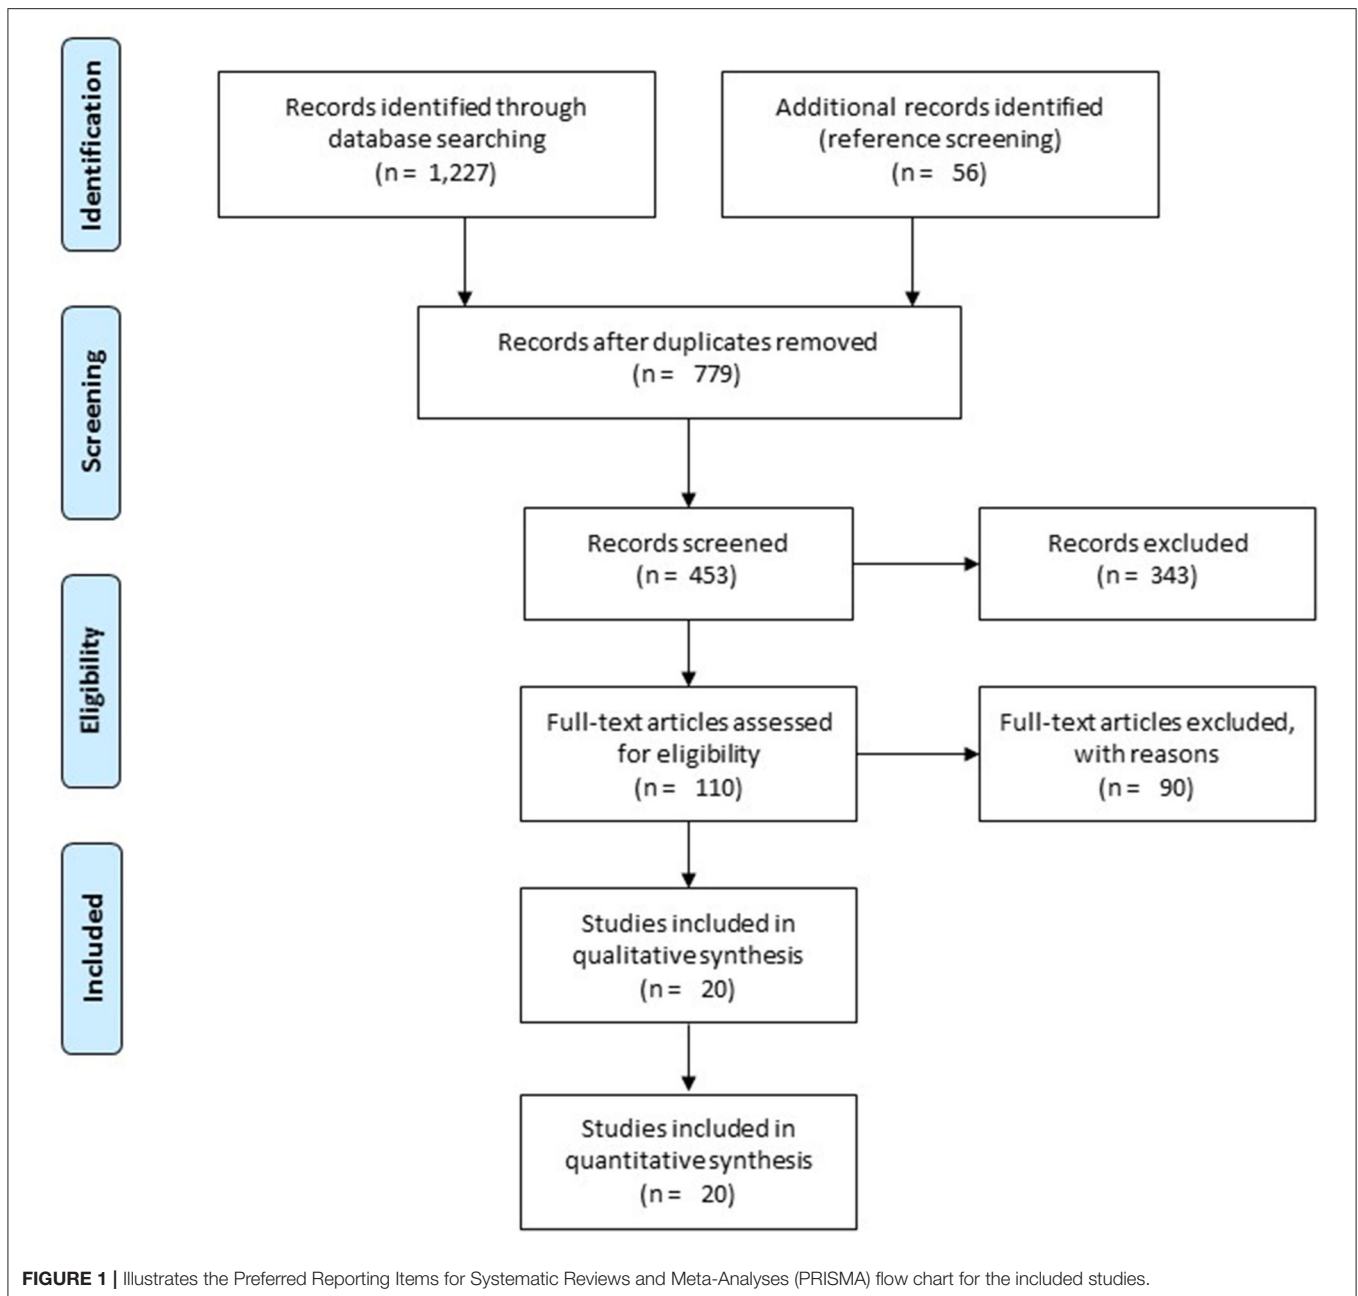 Identification
Records identified through
database searching
(n = 1,227)
Additional records identified
(reference screening)
(n = 56)
Screening
Records after duplicates removed
(n = 779)
Records screened
(n = 453)
Records excluded
(n = 343)
Eligibility
Full-text articles assessed
for eligibility
(n = 110)
Full-text articles excluded,
with reasons
(n = 90)
Included
Studies included in
qualitative synthesis
(n = 20)
Studies included in
quantitative synthesis
(n = 20)
FIGURE 1 | Illustrates the Preferred Reporting Items for Systematic Reviews and Meta-Analyses (PRISMA) flow chart for the included studies.